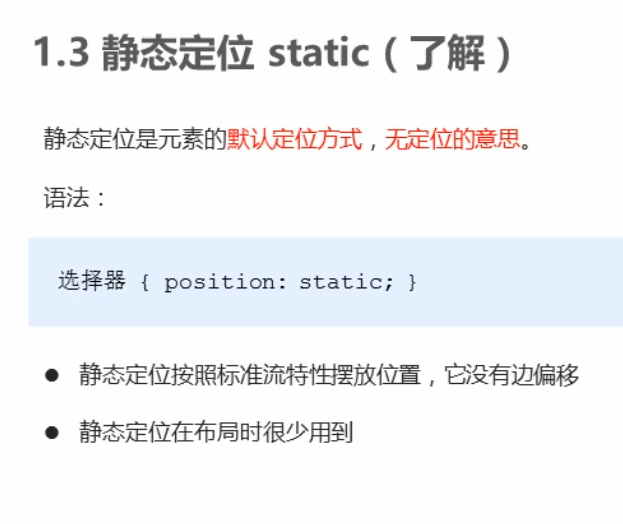 1.3 静态定位 static（了解）
静态定位是元素的默认定位方式，无定位的意思。
语法：
选择器 { position: static; }
● 静态定位按照标准流特性摆放位置，它没有边偏移
● 静态定位在布局时很少用到